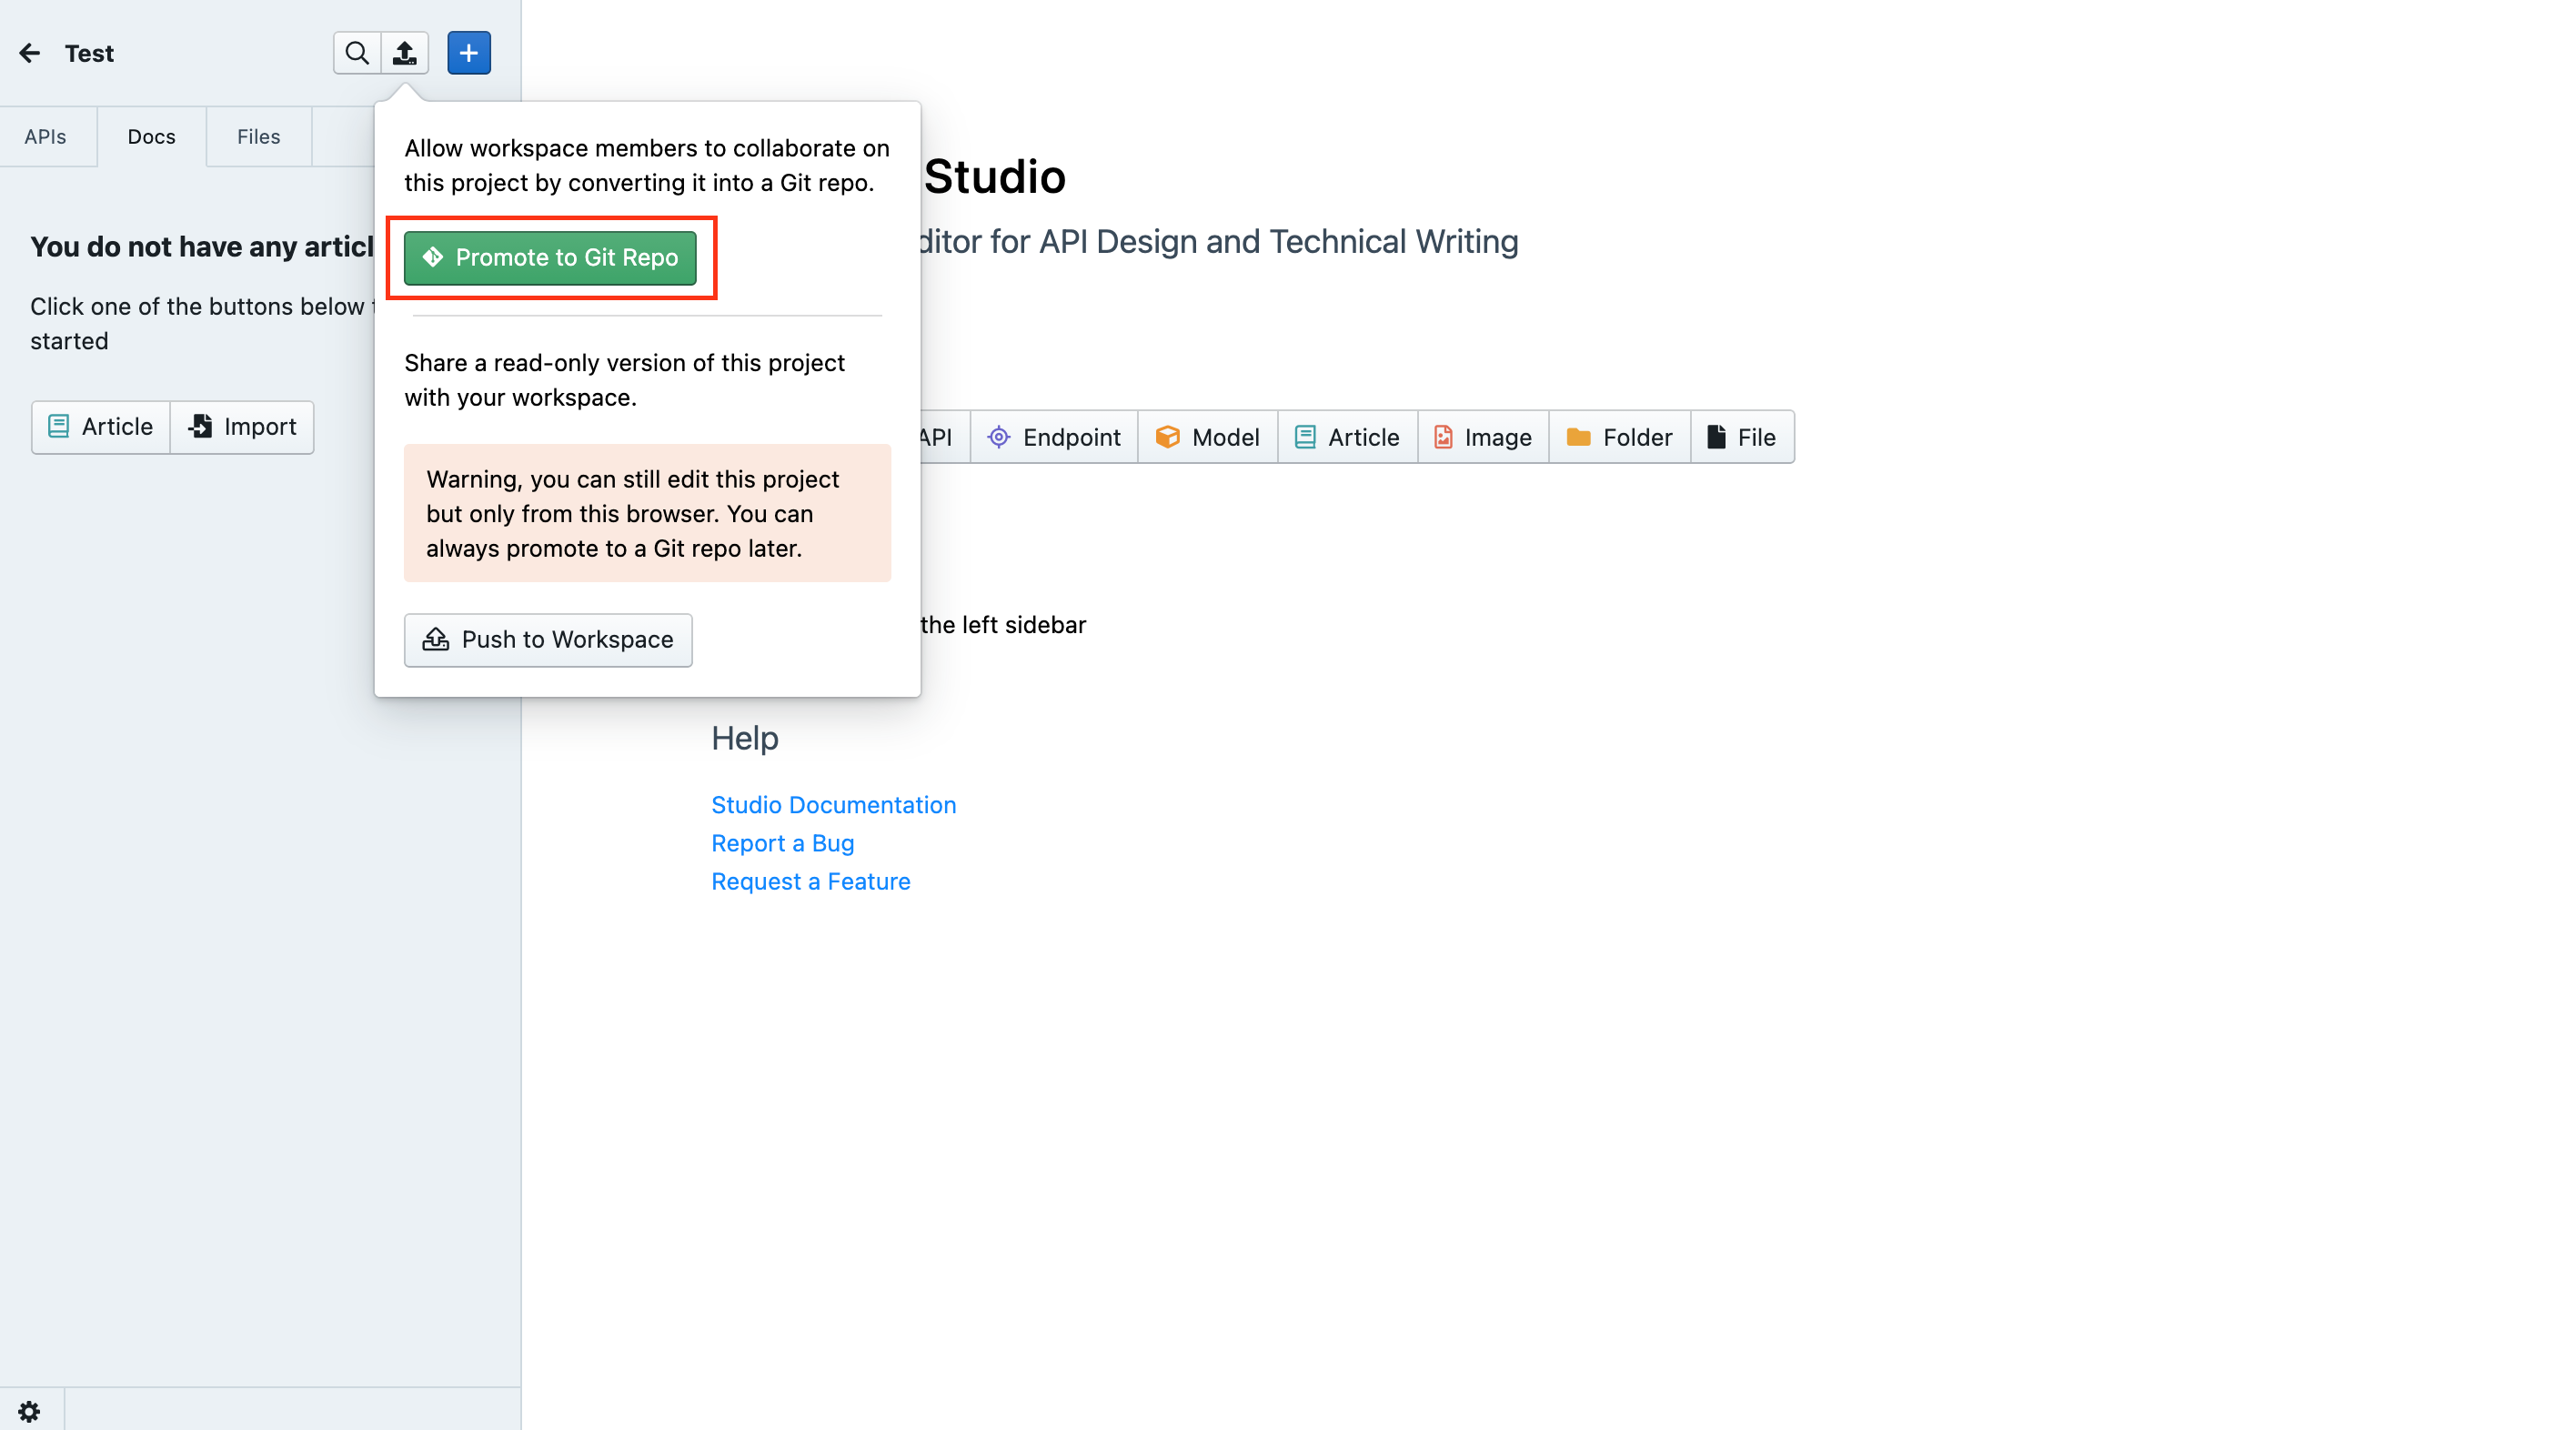 Test
APIs
Docs
Files
You do not have any
Click one of the buttons below
started
Article
Import
Allow workspace members to collaborate on
this project by converting it into a Git repo.
Promote to Git Repo
Share a read-only version of this project
with your workspace.
Warning, you can still edit this project
but only from this browser. You can
always promote to a Git repo later.
Push to Workspace
Studio
for API Design and Technical Writing
API
Endpoint
Model
Article
Image
Folder
File
the left sidebar
Help
Studio Documentation
Report a Bug
Request a Feature